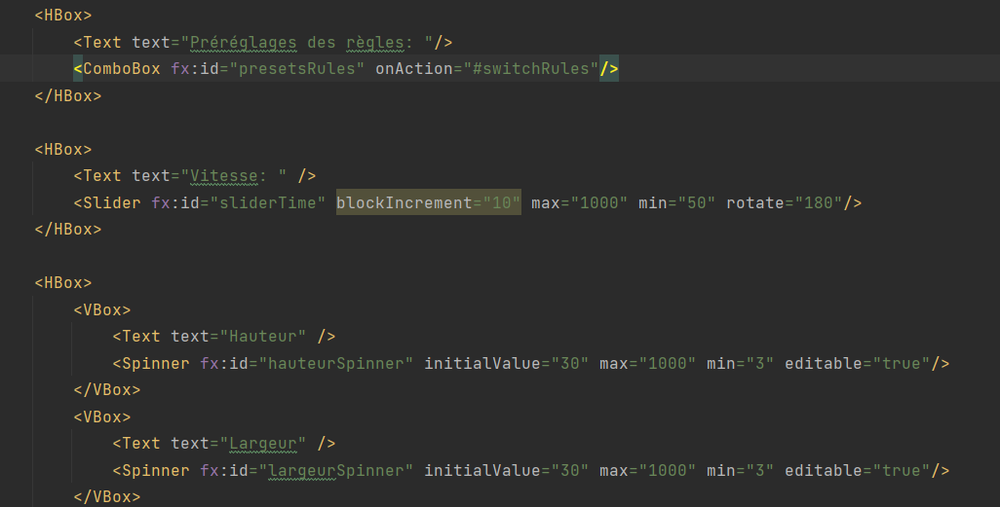 <HBox>
<Text text="Préréglages des règles: "/>
<ComboBox fx:id="presetsRules" onAction="#switchRules"/>
</HBox>
<HBox>
<Text text="Vitesse: " />
<Slider fx:id="sliderTime" blockIncrement="10" max="1000" min="50" rotate="180"/>
</HBox>
<HBox>
<VBox>
<Text text="Hauteur" />
<Spinner fx:id="hauteurSpinner" initialValue="30" max="1000" min="3" editable="true"/>
</VBox>
<VBox>
<Text text="Largeur" />
<Spinner fx:id="largeurSpinner" initialValue="30" max="1000" min="3" editable="true"/>
</VBox>